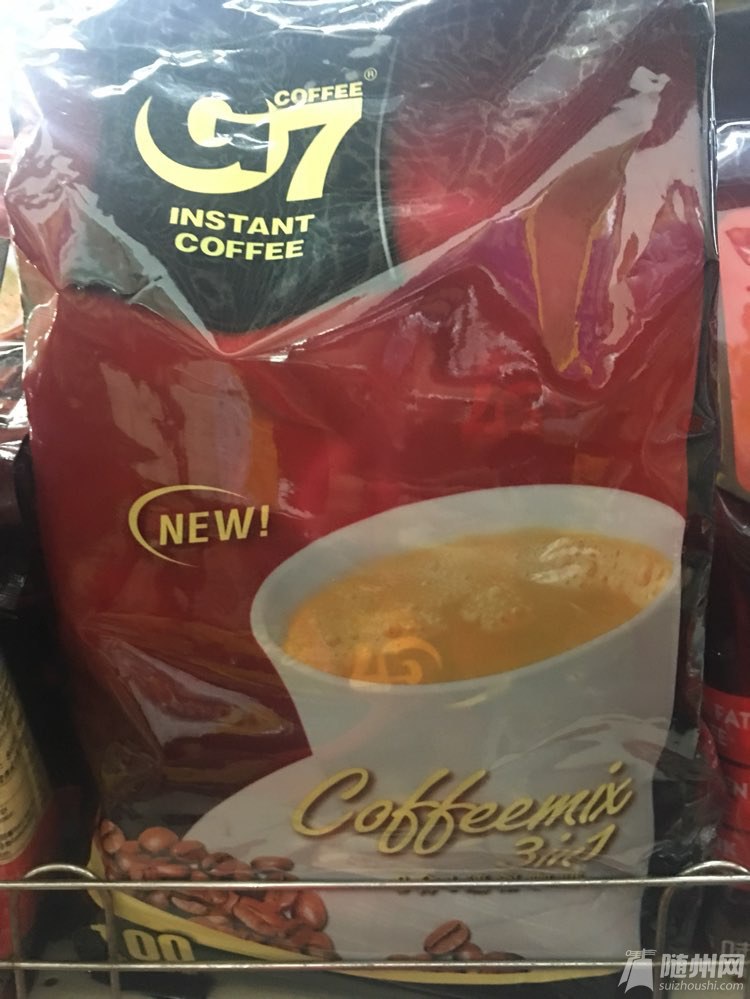 COFFEE
G7
INSTANT
COFFEE
NEW!
Coffeemix
3in1
随州网
suizhoushi.com